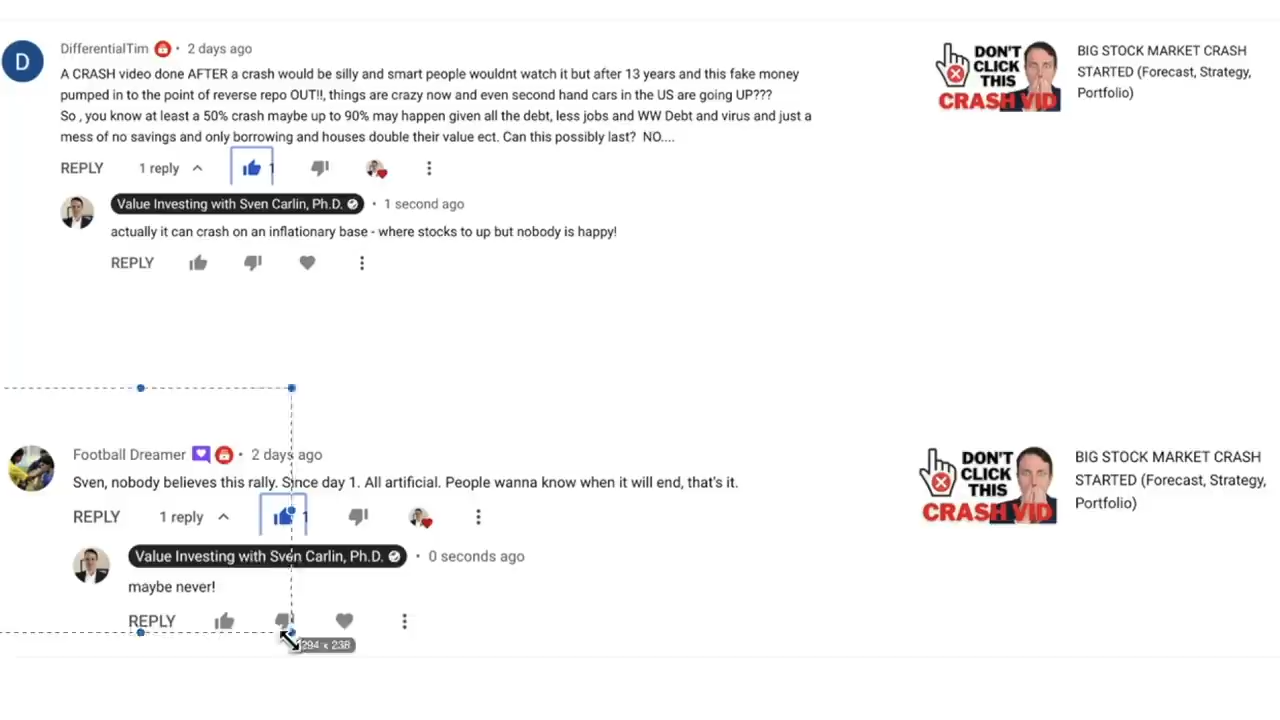 D
DifferentialTim • 2 days ago
A CRASH video done AFTER a crash would be silly and smart people wouldnt watch it but after 13 years and this fake money
pumped in to the point of reverse repo OUT!!, things are crazy now and even second hand cars in the US are going UP???
So , you know at least a 50% crash maybe up to 90% may happen given all the debt, less jobs and WW Debt and virus and just a
mess of no savings and only borrowing and houses double their value ect. Can this possibly last? NO....
REPLY 1 reply 1
Value Investing with Sven Carlin, Ph.D. • 1 second ago
actually it can crash on an inflationary base - where stocks to up but nobody is happy!
REPLY
DON'T
CLICK
THIS
CRASH VID
BIG STOCK MARKET CRASH
STARTED (Forecast, Strategy,
Portfolio)
Football Dreamer • 2 days ago
Sven, nobody believes this rally. Since day 1. All artificial. People wanna know when it will end, that's it.
REPLY 1 reply 1
Value Investing with Sven Carlin, Ph.D. • 0 seconds ago
maybe never!
REPLY
294 x 238
DON'T
CLICK
THIS
CRASH VID
BIG STOCK MARKET CRASH
STARTED (Forecast, Strategy,
Portfolio)